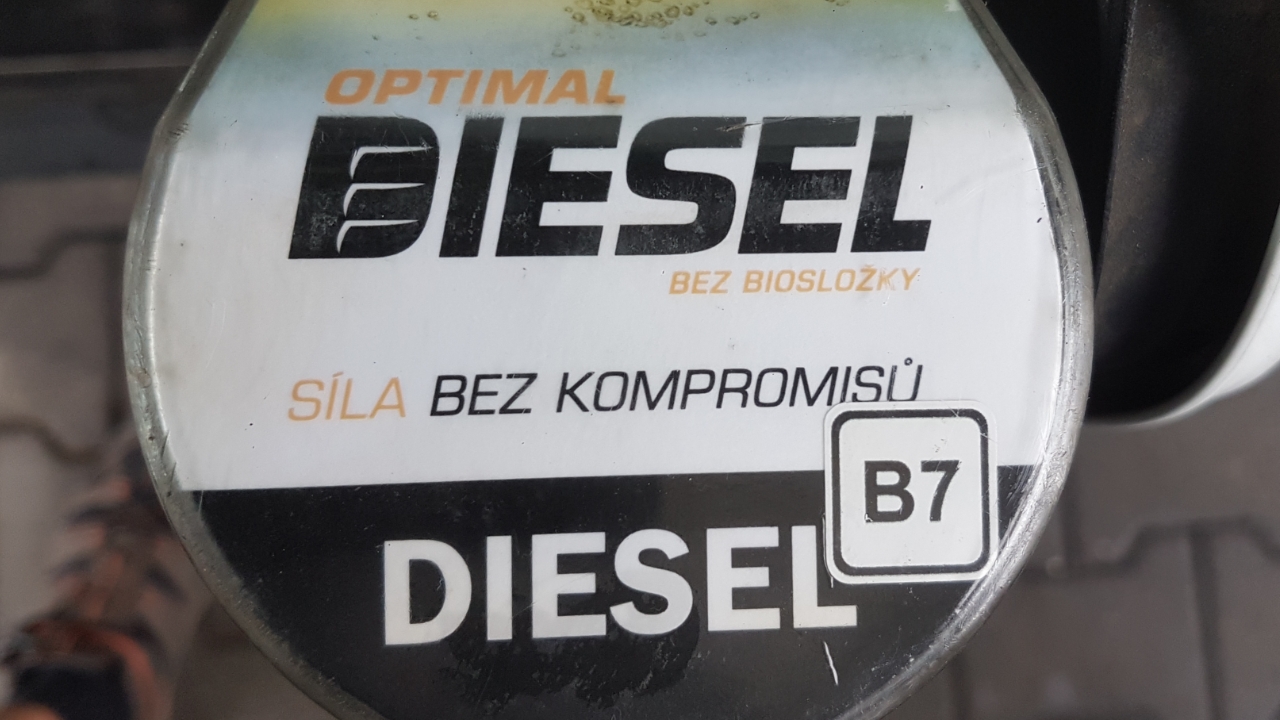 OPTIMAL
DIESEL
BEZ BIOSLOŽKY
SÍLA BEZ KOMPROMISŮ
B7
DIESEL